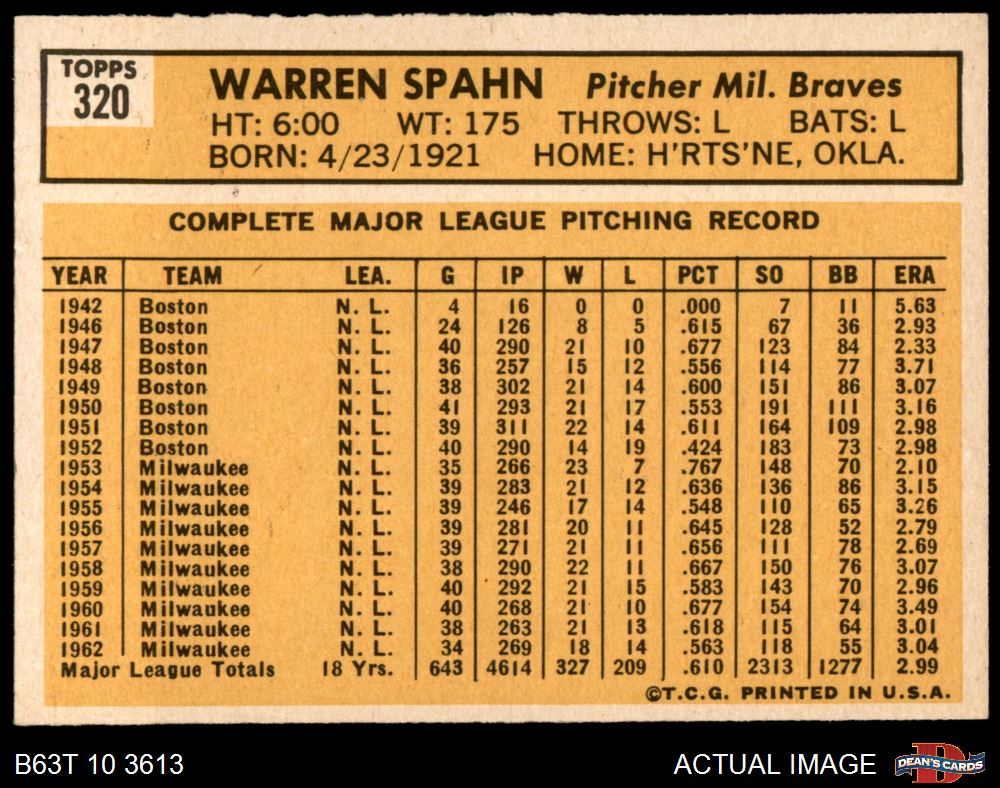 TOPPS
320
WARREN SPAHN Pitcher Mil. Braves
HT: 6:00 WT: 175 THROWS: L BATS: L
BORN: 4/23/1921 HOME: H'RTS'NE, OKLA.
COMPLETE MAJOR LEAGUE PITCHING RECORD
YEAR TEAM LEA. G IP W L PCT SO BB ERA
1942 Boston N. L. 4 16 0 0 .000 7 11 5.63
1946 Boston N. L. 24 126 8 5 .615 67 36 2.93
1947 Boston N. L. 40 290 21 10 .677 123 84 2.33
1948 Boston N. L. 36 257 15 12 .556 114 77 3.71
1949 Boston N. L. 38 302 21 14 .600 151 86 3.07
1950 Boston N. L. 41 293 21 17 .553 191 111 3.16
1951 Boston N. L. 39 311 22 14 .611 164 109 2.98
1952 Boston N. L. 40 290 14 19 .424 183 73 2.98
1953 Milwaukee N. L. 35 266 23 7 .767 148 70 2.10
1954 Milwaukee N. L. 39 283 21 12 .636 136 86 3.15
1955 Milwaukee N. L. 39 246 17 14 .548 110 65 3.26
1956 Milwaukee N. L. 39 281 20 11 .645 128 52 2.79
1957 Milwaukee N. L. 39 271 21 11 .656 111 78 2.69
1958 Milwaukee N. L. 38 290 22 11 .667 150 76 3.07
1959 Milwaukee N. L. 40 292 21 15 .583 143 70 2.96
1960 Milwaukee N. L. 40 268 21 10 .677 154 74 3.49
1961 Milwaukee N. L. 38 263 21 13 .618 115 64 3.01
1962 Milwaukee N. L. 34 269 18 14 .563 118 55 3.04
Major League Totals 18 Yrs. 643 4614 327 209 .610 2313 1277 2.99
©T.C.G. PRINTED IN U.S.A.
B63T 10 3613 ACTUAL IMAGE DEAN'S CARDS